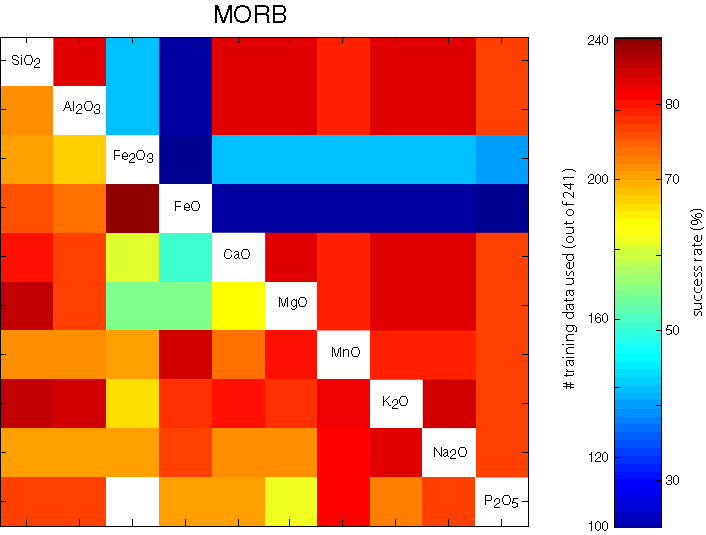 MORB
SiO2
Al2O3
Fe2O3
FeO
CaO
MgO
MnO
K2O
Na2O
P2O5
# training data used (out of 241)
240
200
160
120
100
80
70
50
30
success rate (%)